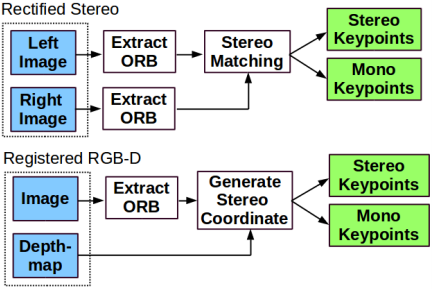 Rectified Stereo
Left
Image
Extract
ORB
Stereo
Matching
Stereo
Keypoints
Mono
Keypoints
Right
Image
Extract
ORB
Registered RGB-D
Image
Extract
ORB
Generate
Stereo
Coordinate
Stereo
Keypoints
Mono
Keypoints
Depth-
map